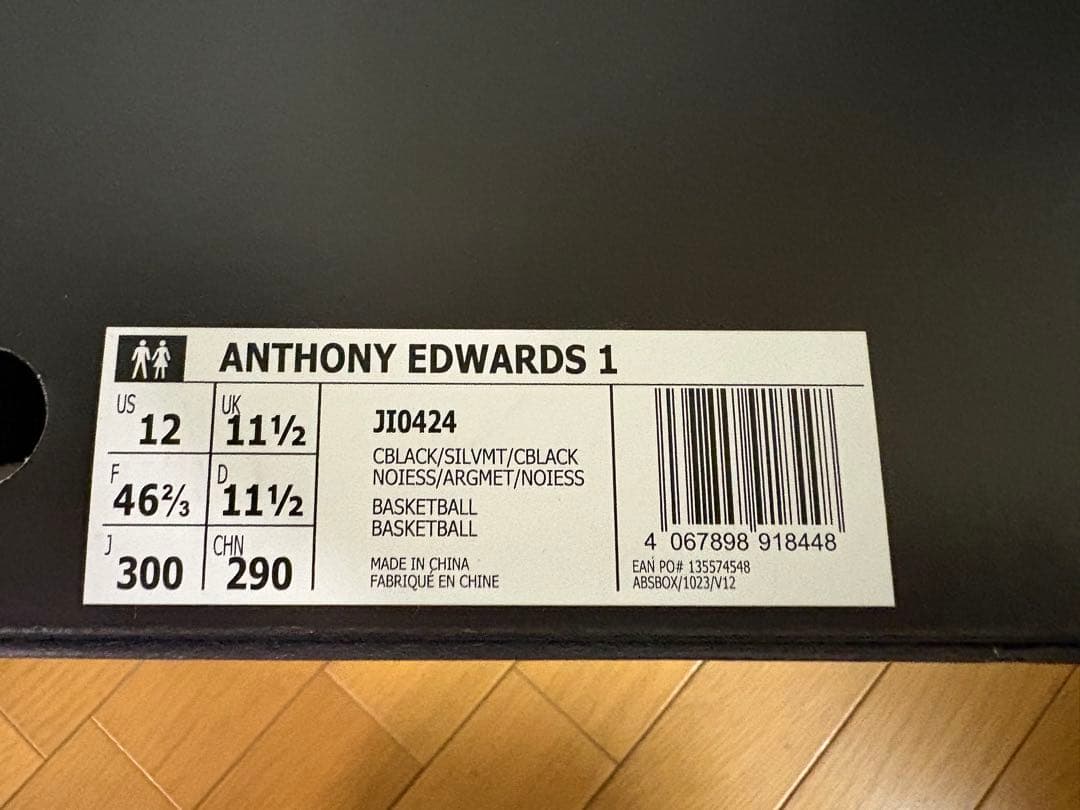 ANTHONY EDWARDS 1
US 12
UK 11½
F 46⅔
D 11½
J 300
CHN 290
JI0424
CBLACK/SILVMT/CBLACK
NOIESS/ARGMET/NOIESS
BASKETBALL
BASKETBALL
MADE IN CHINA
FABRIQUÉ EN CHINE
4 067898 918448
EAN PO# 135574548
ABSBOX/1023/V12